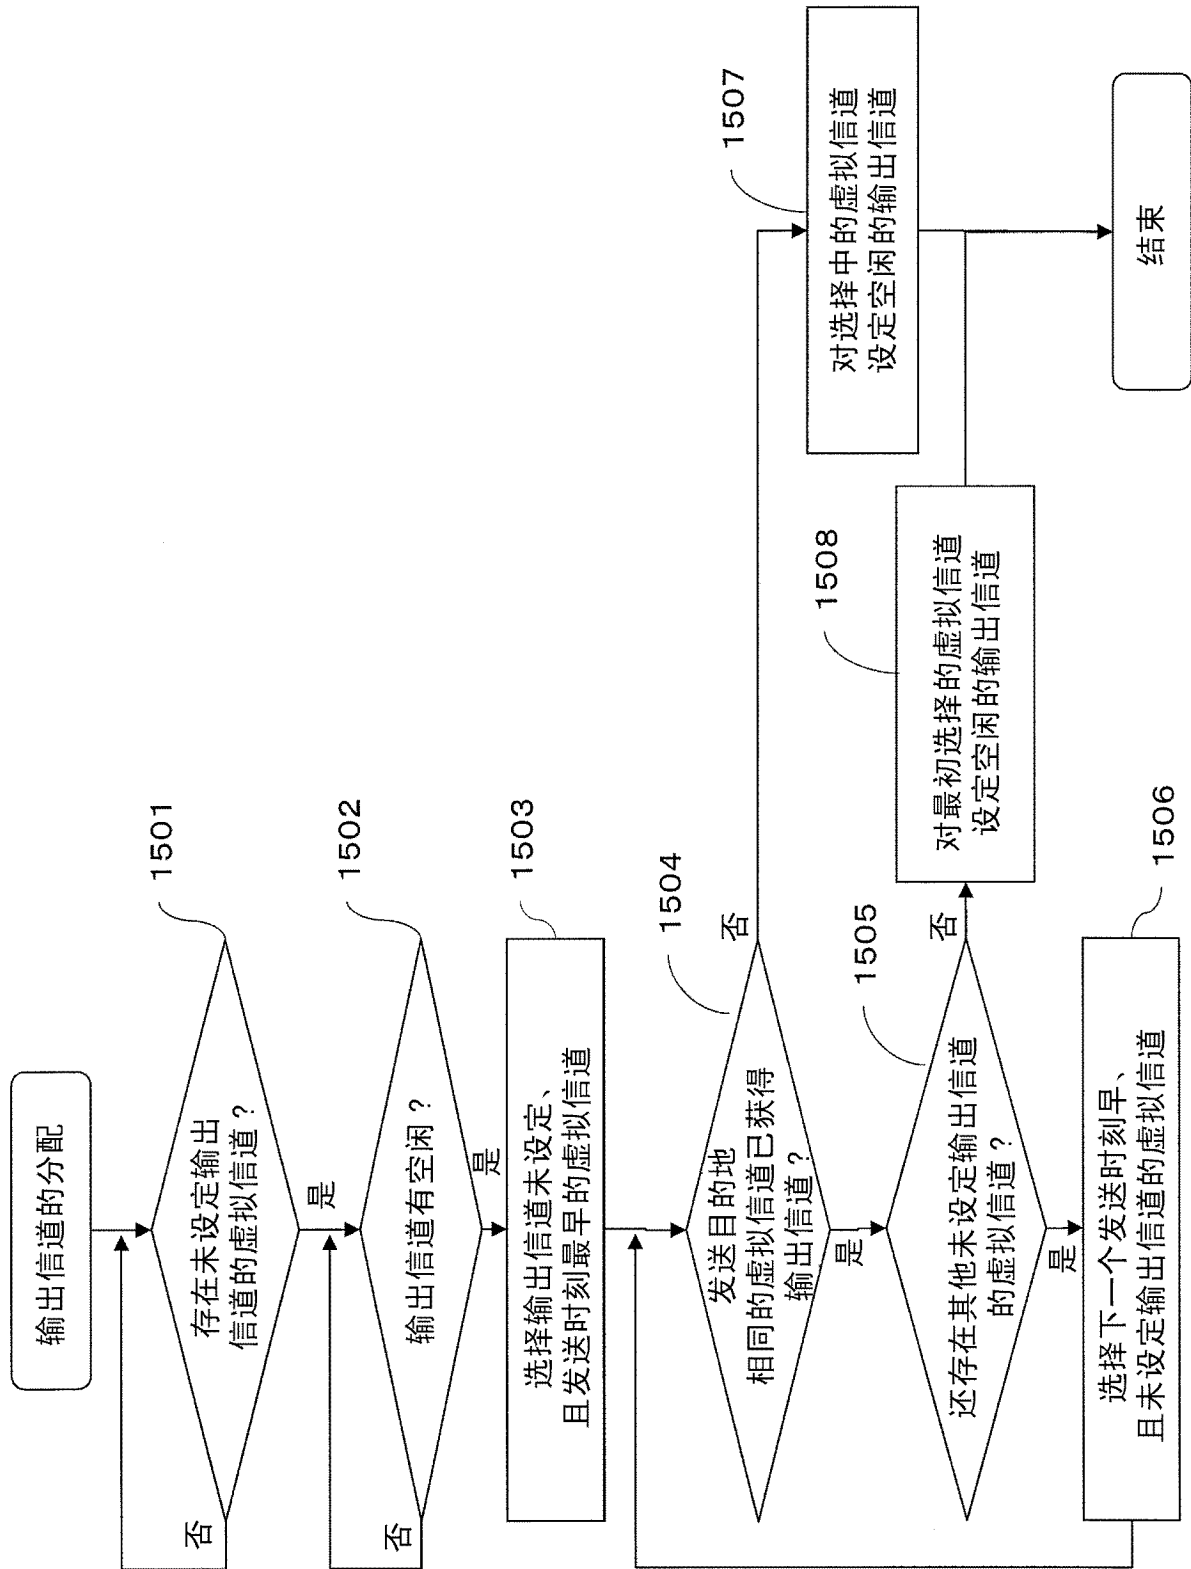 输出信道的分配
存在未设定输出
信道的虚拟信道？
1501
否
是
输出信道有空闲？
1502
否
是
选择输出信道未设定、
且发送时刻最早的虚拟信道
1503
发送目的地
相同的虚拟信道已获得
输出信道？
1504
否
是
还存在其他未设定输出信道
的虚拟信道？
1505
否
是
选择下一个发送时刻早、
且未设定输出信道的虚拟信道
1506
对选择中的虚拟信道
设定空闲的输出信道
1507
对最初选择的虚拟信道
设定空闲的输出信道
1508
结束